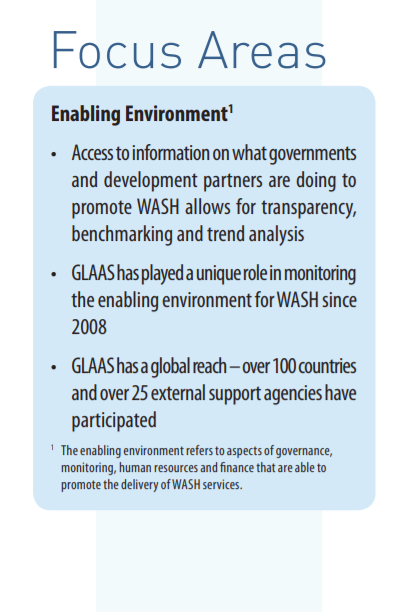 Focus Areas
Enabling Environment¹
• Access to information on what governments
and development partners are doing to
promote WASH allows for transparency,
benchmarking and trend analysis
• GLAAS has played a unique role in monitoring
the enabling environment for WASH since
2008
• GLAAS has a global reach – over 100 countries
and over 25 external support agencies have
participated
¹ The enabling environment refers to aspects of governance,
monitoring, human resources and finance that are able to
promote the delivery of WASH services.